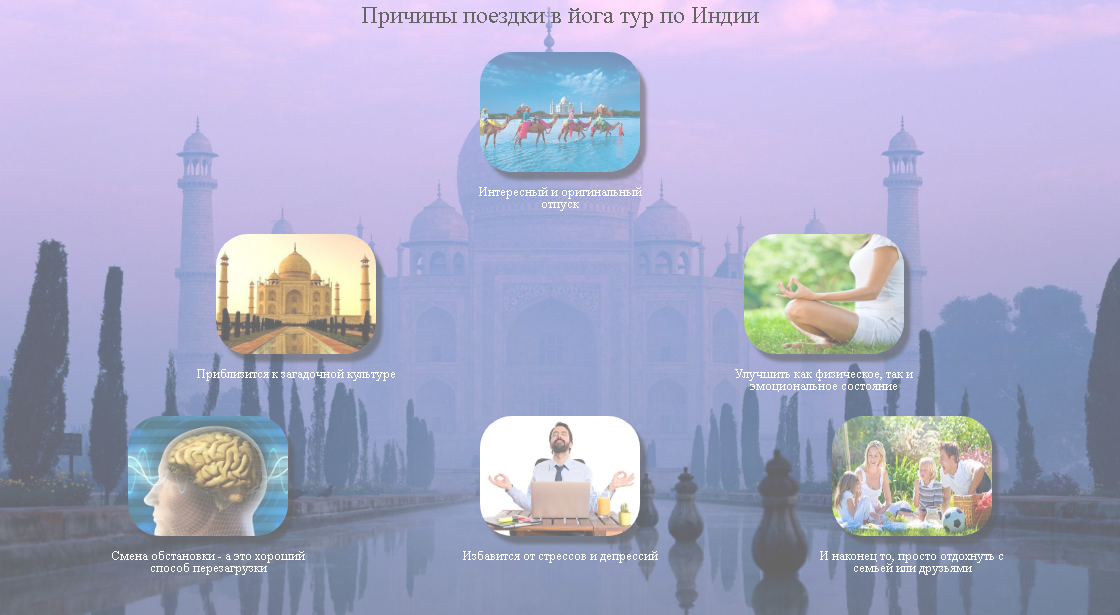 Причины поездки в йога тур по Индии
Интересный и оригинальный
отпуск
Приблизится к загадочной культуре
Улучшить как физическое, так и
эмоциональное состояние
Смена обстановки - а это хороший
способ перезагрузки
Избавится от стрессов и депрессий
И наконец то, просто отдохнуть с
семьей или друзьями